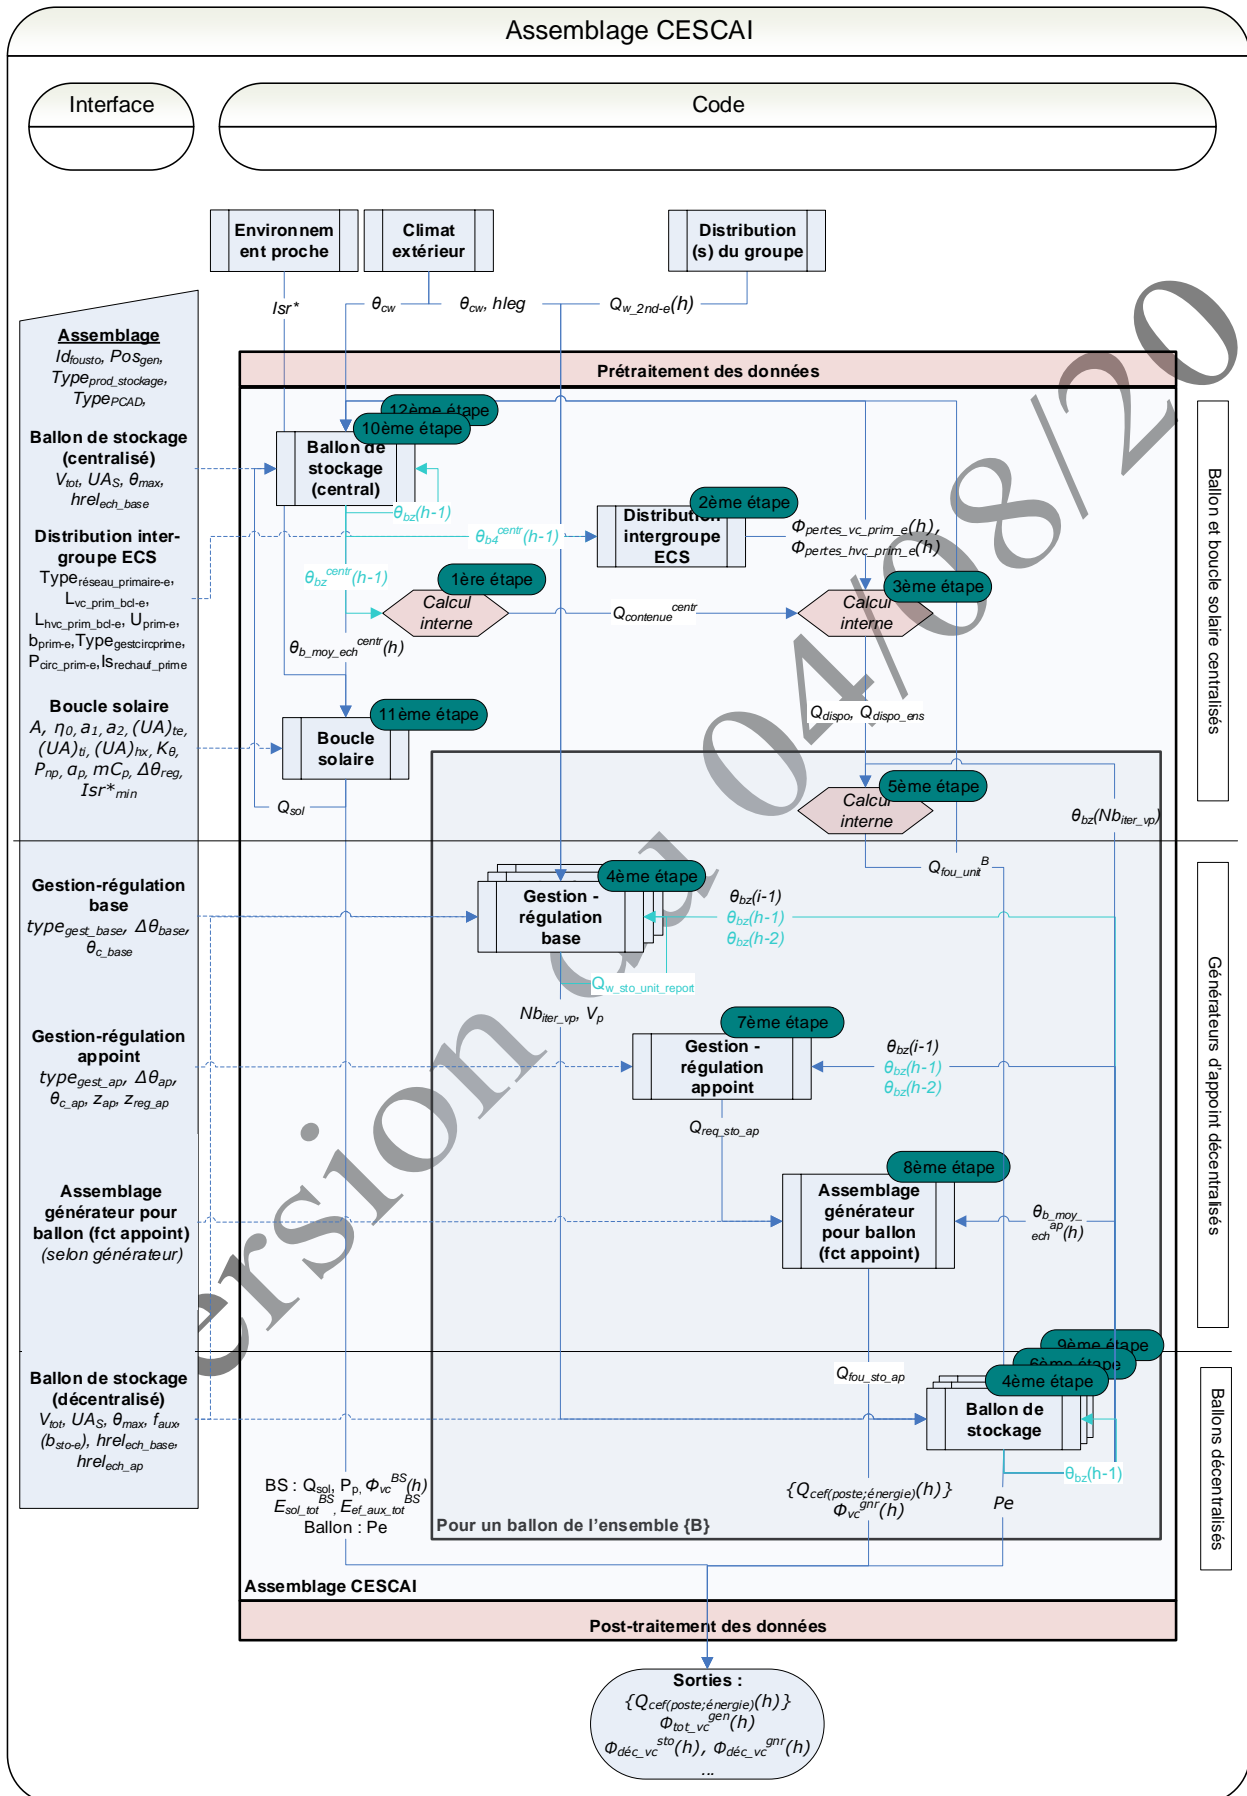 Assemblage CESCAI
Interface
Code
Environnem
ent proche
Climat
extérieur
Distribution
(s) du groupe
Isr*
θcw
θcw, hleg
Qw_2nd-e(h)
Assemblage
Idfousto, Posgen,
Typeprod_stockage,
TypePCAD,
Ballon de stockage
(centralisé)
Vtot, UAS, θmax,
hrelech_base
Distribution inter-
groupe ECS
Typeréseau_primaire-e,
Lvc_prim_bcl-e,
Lhvc_prim_bcl-e, Uprim-e,
bprim-e,Typegestcircprime,
Pcirc_prim-e,Isrechauf_prime
Boucle solaire
A, η0, a1, a2, (UA)te,
(UA)ti, (UA)hx, Kθ,
Pnp, ap, mCp, Δθreg,
Isr*min
Gestion-régulation
base
typegest_base, Δθbase,
θc_base
Gestion-régulation
appoint
typegest_ap, Δθap,
θc_ap, zap, zreg_ap
Assemblage
générateur pour
ballon (fct appoint)
(selon générateur)
Ballon de stockage
(décentralisé)
Vtot, UAS, θmax, faux,
(bsto-e), hrelech_base,
hrelech_ap
Prétraitement des données
12ème étape
10ème étape
Ballon de
stockage
(central)
θbz(h-1)
2ème étape
Distribution
intergroupe
ECS
θb4centr(h-1)
Φpertes_vc_prim_e(h),
Φpertes_hvc_prim_e(h)
θbzcentr(h-1)
1ère étape
Calcul
interne
Qcontenuecentr
3ème étape
Calcul
interne
θb_moy_echcentr(h)
11ème étape
Boucle
solaire
Qsol
Qdispo, Qdispo_ens
5ème étape
Calcul
interne
θbz(Nbiter_vp)
Qfou_unitB
4ème étape
Gestion -
régulation
base
θbz(i-1)
θbz(h-1)
θbz(h-2)
Qw_sto_unit_report
Nbiter_vp, Vp
7ème étape
Gestion -
régulation
appoint
θbz(i-1)
θbz(h-1)
θbz(h-2)
Qreq_sto_ap
8ème étape
Assemblage
générateur
pour ballon
(fct appoint)
θb_moy_
echap(h)
Qfou_sto_ap
9ème étape
6ème étape
4ème étape
Ballon de
stockage
θbz(h-1)
BS : Qsol, Pp, ΦvcBS(h)
Esol_totBS, Eef_aux_totBS
Ballon : Pe
{Qcef(poste;énergie)(h)}
Φvcgnr(h)
Pe
Pour un ballon de l'ensemble {B}
Assemblage CESCAI
Post-traitement des données
Sorties :
{Qcef(poste;énergie)(h)}
Φtot_vcgen(h)
Φdéc_vcsto(h), Φdéc_vcgnr(h)
...
Ballon et boucle solaire centralisés
Générateurs d'appoint décentralisés
Ballons décentralisés
ersion du 04/08/20